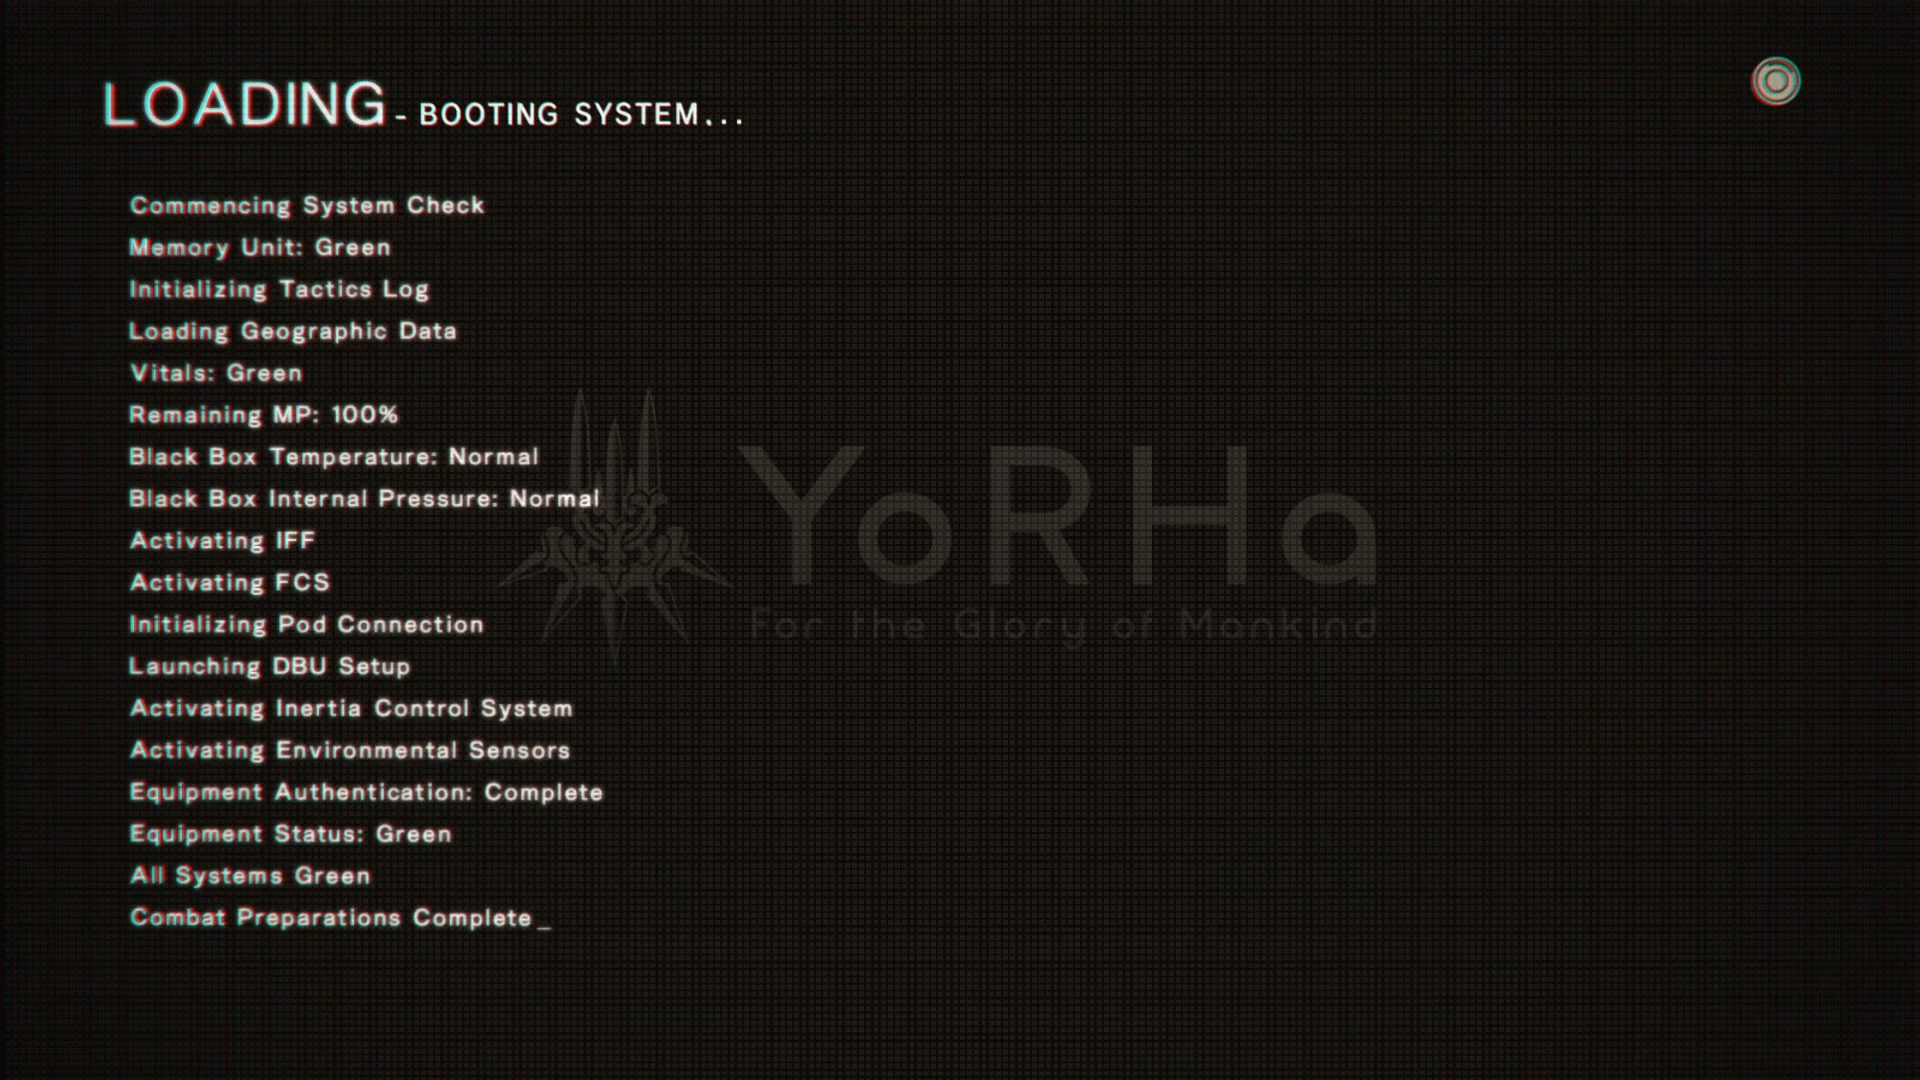 LOADING - BOOTING SYSTEM...
Commencing System Check
Memory Unit: Green
Initializing Tactics Log
Loading Geographic Data
Vitals: Green
Remaining MP: 100%
Black Box Temperature: Normal
Black Box Internal Pressure: Normal
Activating IFF
Activating FCS
Initializing Pod Connection
Launching DBU Setup
Activating Inertia Control System
Activating Environmental Sensors
Equipment Authentication: Complete
Equipment Status: Green
All Systems Green
Combat Preparations Complete _
YoRHa
For the Glory of Mankind